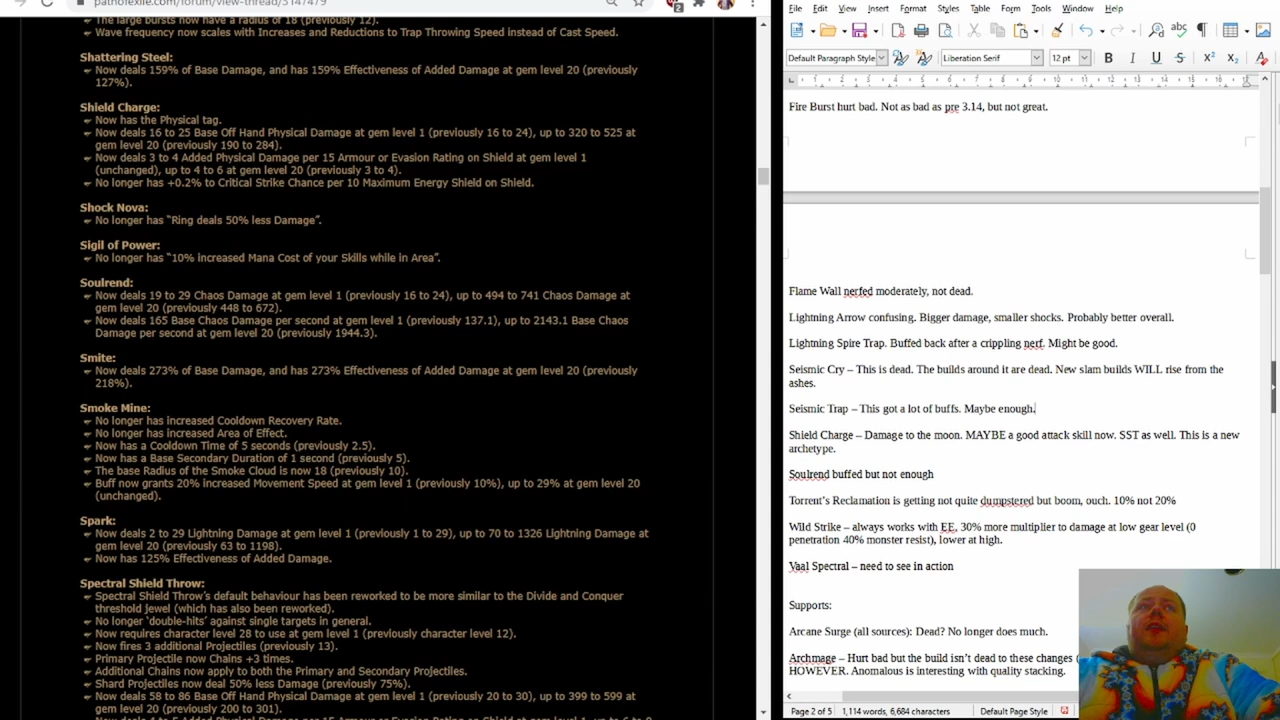 pathofexile.com/forum/view-thread/3147479
The large bursts now have a radius of 18 (previously 12).
Wave frequency now scales with Increases and Reductions to Trap Throwing Speed instead of Cast Speed.
Shattering Steel:
Now deals 159% of Base Damage, and has 159% Effectiveness of Added Damage at gem level 20 (previously
127%).
Shield Charge:
Now has the Physical tag.
Now deals 16 to 25 Base Off Hand Physical Damage at gem level 1 (previously 16 to 24), up to 320 to 525 at
gem level 20 (previously 190 to 284).
Now deals 3 to 4 Added Physical Damage per 15 Armour or Evasion Rating on Shield at gem level 1
(unchanged), up to 4 to 6 at gem level 20 (previously 3 to 4).
No longer has +0.2% to Critical Strike Chance per 10 Maximum Energy Shield on Shield.
Shock Nova:
No longer has “Ring deals 50% less Damage”.
Sigil of Power:
No longer has “10% increased Mana Cost of your Skills while in Area”.
Soulrend:
Now deals 19 to 29 Chaos Damage at gem level 1 (previously 16 to 24), up to 494 to 741 Chaos Damage at
gem level 20 (previously 448 to 672).
Now deals 165 Base Chaos Damage per second at gem level 1 (previously 137.1), up to 2143.1 Base Chaos
Damage per second at gem level 20 (previously 1944.3).
Smite:
Now deals 273% of Base Damage, and has 273% Effectiveness of Added Damage at gem level 20 (previously
218%).
Smoke Mine:
No longer has increased Cooldown Recovery Rate.
No longer has increased Area of Effect.
Now has a Cooldown Time of 5 seconds (previously 2.5).
Now has a Base Secondary Duration of 1 second (previously 5).
The base Radius of the Smoke Cloud is now 18 (previously 10).
Buff now grants 20% increased Movement Speed at gem level 1 (previously 10%), up to 29% at gem level 20
(unchanged).
Spark:
Now deals 2 to 29 Lightning Damage at gem level 1 (previously 1 to 29), up to 70 to 1326 Lightning Damage at
gem level 20 (previously 63 to 1198).
Now has 125% Effectiveness of Added Damage.
Spectral Shield Throw:
Spectral Shield Throw's default behaviour has been reworked to be more similar to the Divide and Conquer
threshold jewel (which has also been reworked).
No longer 'double-hits' against single targets in general.
Now requires character level 28 to use at gem level 1 (previously character level 12).
Now fires 3 additional Projectiles (previously 13).
Primary Projectile now Chains +3 times.
Additional Chains now apply to both the Primary and Secondary Projectiles.
Shard Projectiles now deal 50% less Damage (previously 75%).
Now deals 58 to 86 Base Off Hand Physical Damage at gem level 1 (previously 20 to 30), up to 399 to 599 at
gem level 20 (previously 200 to 301).
File Edit View Insert Format Styles Table Form Tools Window Help
Default Paragraph Style Liberation Serif 12 pt B I U S X² X₂
Fire Burst hurt bad. Not as bad as pre 3.14, but not great.
Flame Wall nerfed moderately, not dead.
Lightning Arrow confusing. Bigger damage, smaller shocks. Probably better overall.
Lightning Spire Trap. Buffed back after a crippling nerf. Might be good.
Seismic Cry – This is dead. The builds around it are dead. New slam builds WILL rise from the
ashes.
Seismic Trap – This got a lot of buffs. Maybe enough.
Shield Charge – Damage to the moon. MAYBE a good attack skill now. SST as well. This is a new
archetype.
Soulrend buffed but not enough
Torrent's Reclamation is getting not quite dumpstered but boom, ouch. 10% not 20%
Wild Strike – always works with EE, 30% more multiplier to damage at low gear level (0
penetration 40% monster resist), lower at high.
Vaal Spectral – need to see in action
Supports:
Arcane Surge (all sources): Dead? No longer does much.
Archmage – Hurt bad but the build isn't dead to these changes (
HOWEVER. Anomalous is interesting with quality stacking.
Page 2 of 5 1,114 words, 6,684 characters Default Page Style